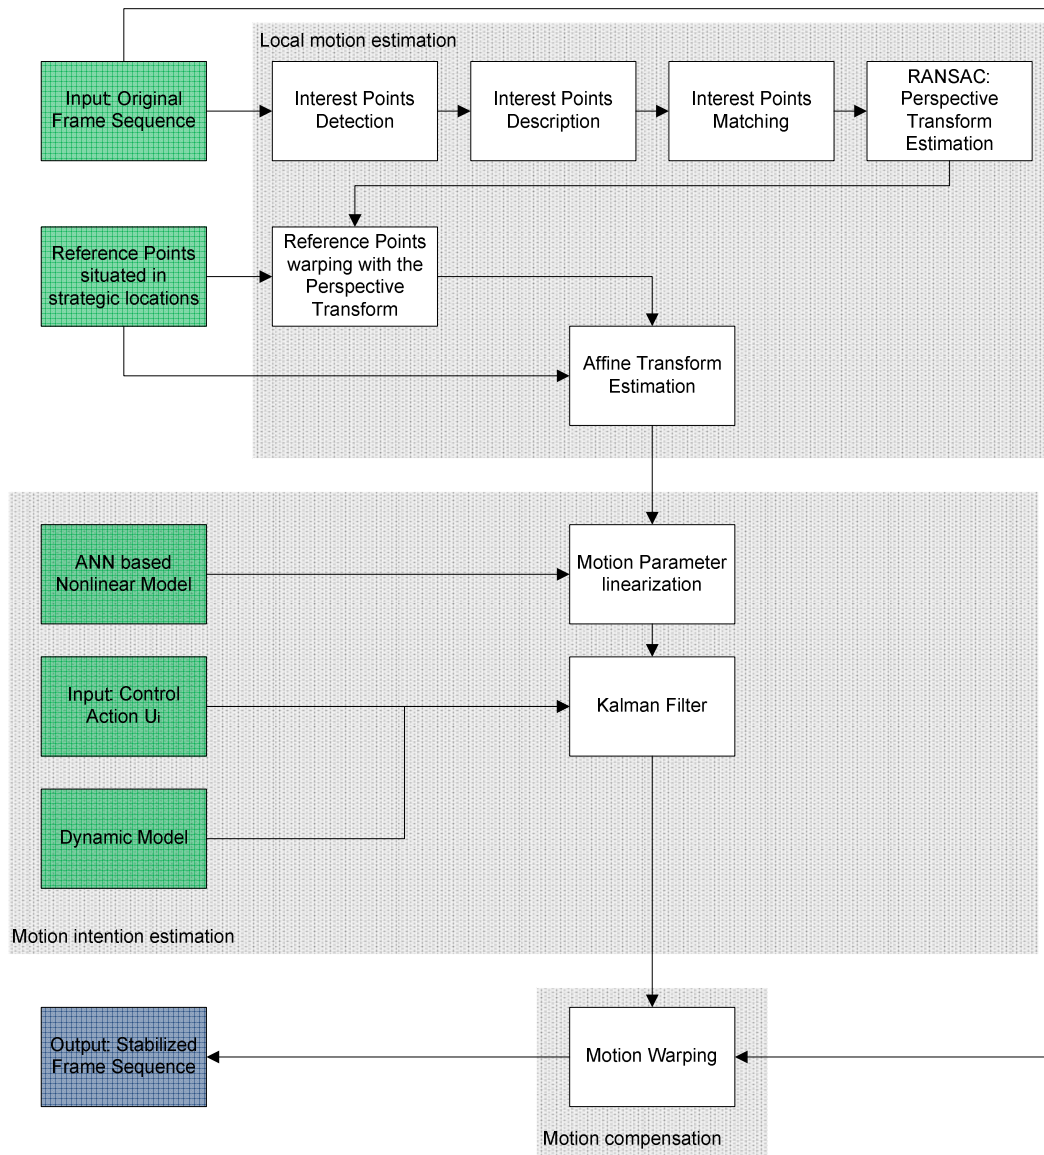 Local motion estimation
Input: Original
Frame Sequence
Interest Points
Detection
Interest Points
Description
Interest Points
Matching
RANSAC:
Perspective
Transform
Estimation
Reference Points
situated in
strategic locations
Reference Points
warping with the
Perspective
Transform
Affine Transform
Estimation
ANN based
Nonlinear Model
Motion Parameter
linearization
Input: Control
Action Ui
Kalman Filter
Dynamic Model
Motion intention estimation
Output: Stabilized
Frame Sequence
Motion Warping
Motion compensation